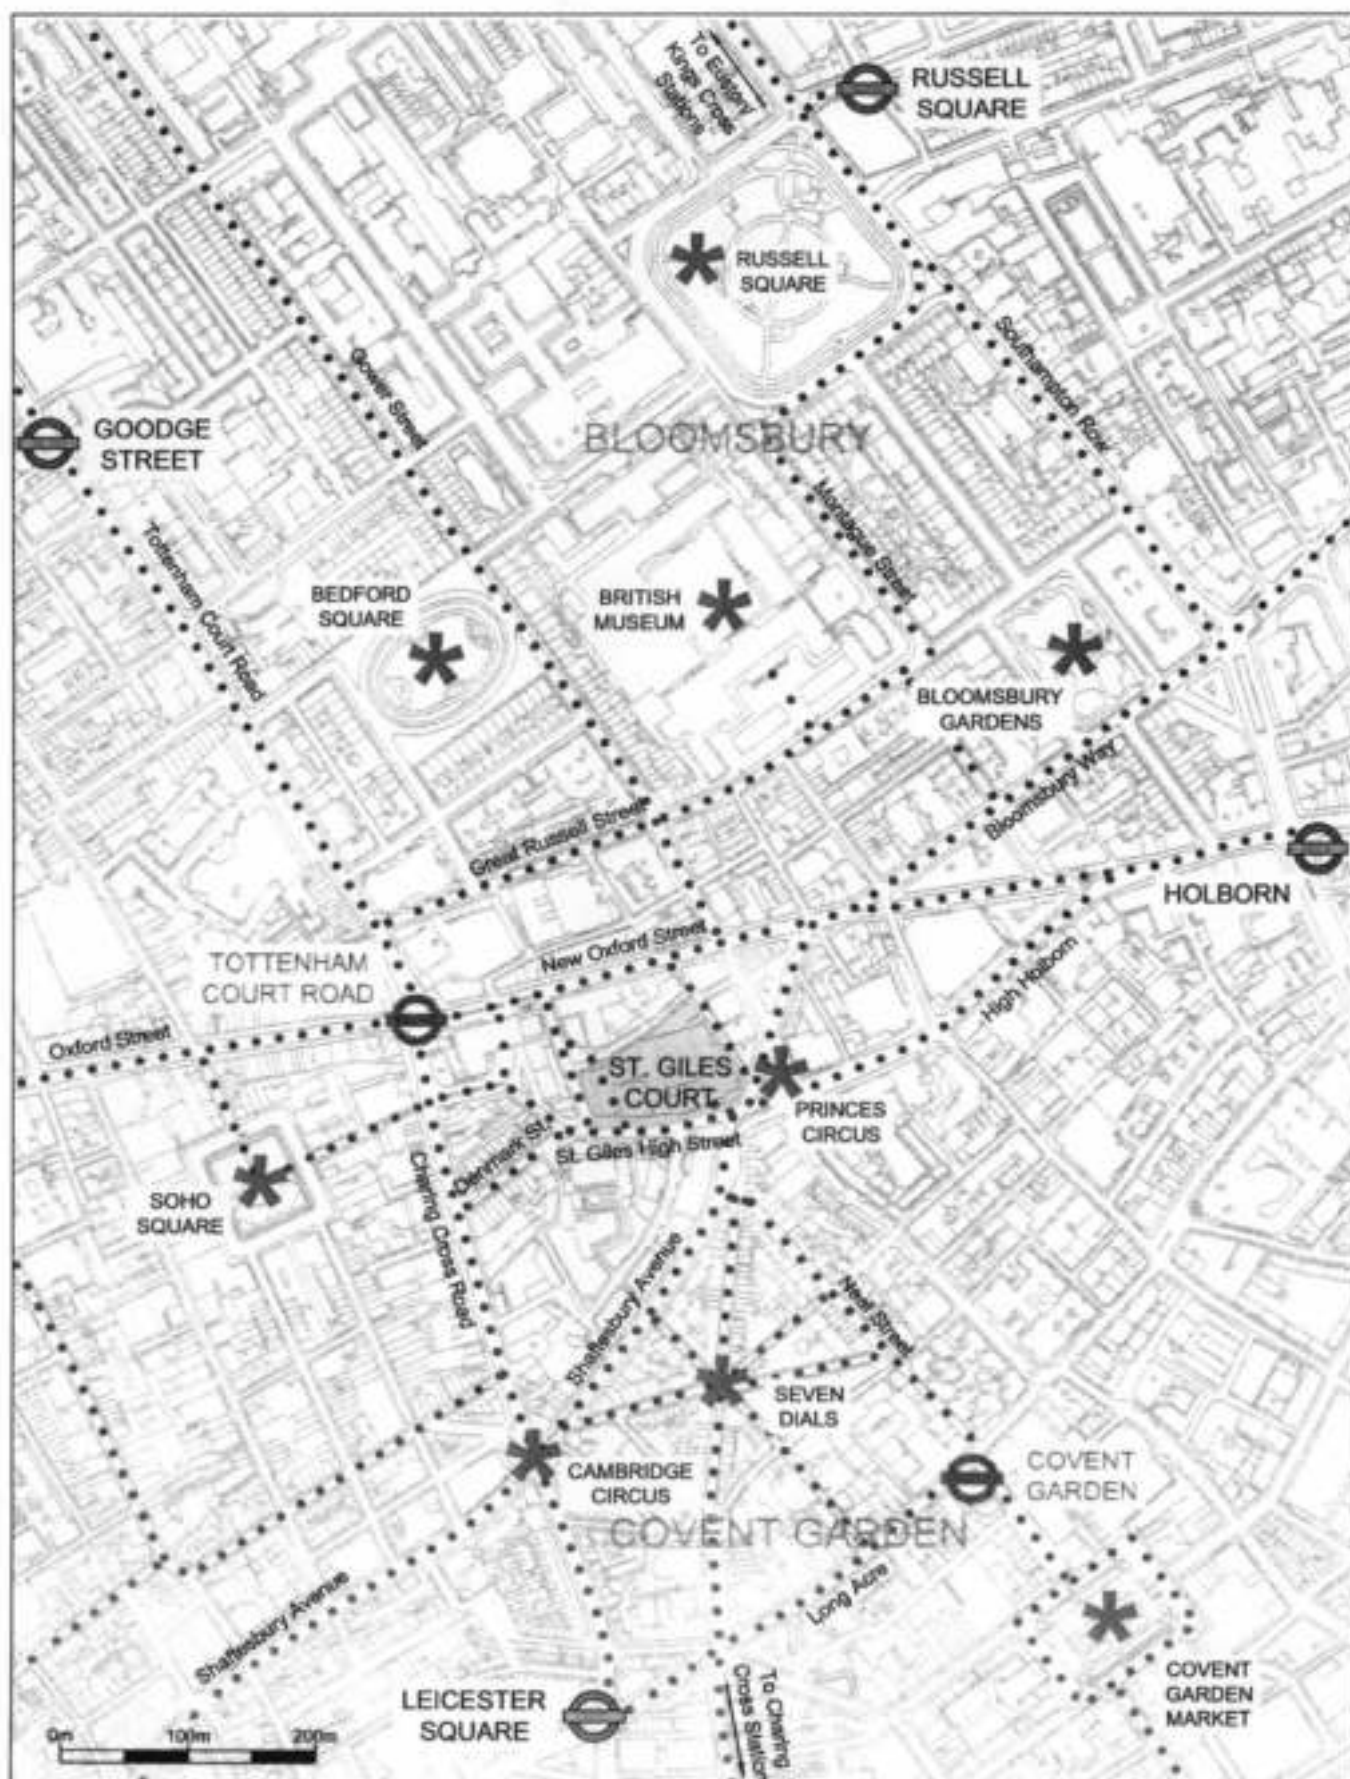 To Euston/
Kings Cross
Stations
RUSSELL
SQUARE
RUSSELL
SQUARE
Gower Street
Southampton Row
GOODGE
STREET
BLOOMSBURY
Montague Street
Tottenham Court Road
BEDFORD
SQUARE
BRITISH
MUSEUM
BLOOMSBURY
GARDENS
Bloomsbury Way
Great Russell Street
HOLBORN
New Oxford Street
TOTTENHAM
COURT ROAD
High Holborn
Oxford Street
ST. GILES
COURT
PRINCES
CIRCUS
Denmark St.
St. Giles High Street
SOHO
SQUARE
Charing Cross Road
Shaftesbury Avenue
Neal Street
SEVEN
DIALS
CAMBRIDGE
CIRCUS
COVENT
GARDEN
COVENT GARDEN
Long Acre
Shaftesbury Avenue
LEICESTER
SQUARE
To Charing
Cross Station
COVENT
GARDEN
MARKET
0m 100m 200m